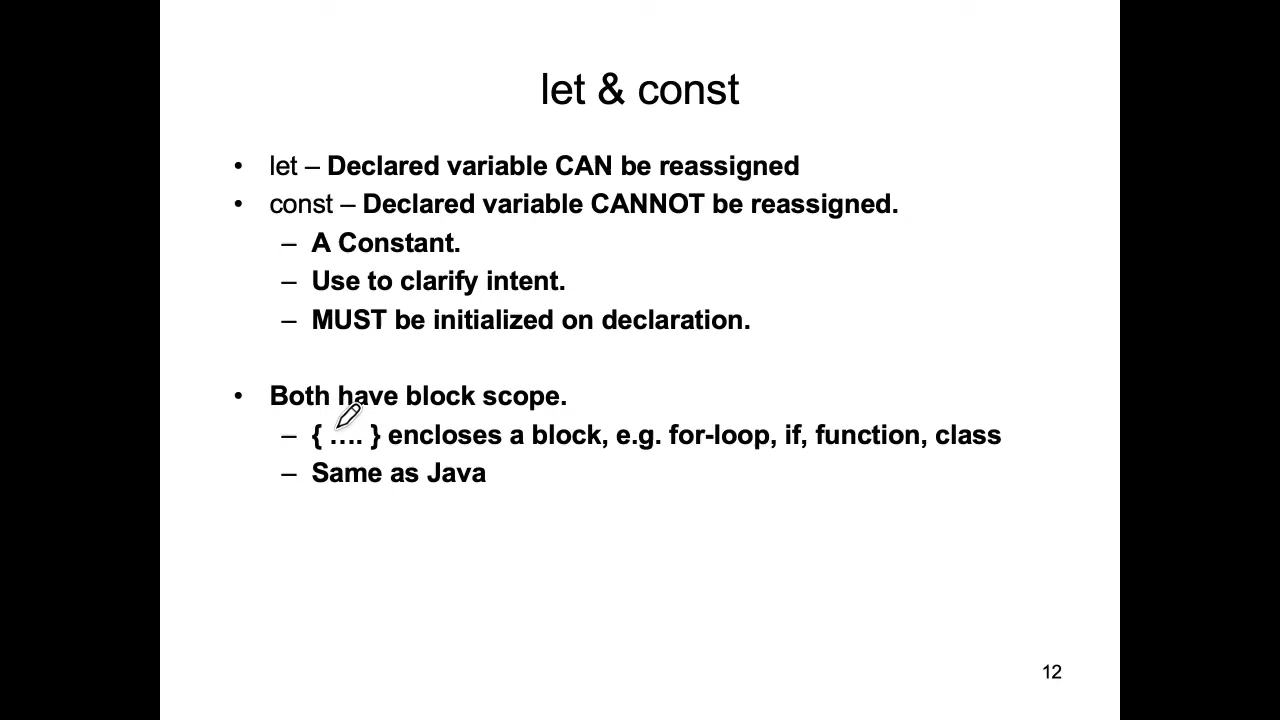 let & const
• let – Declared variable CAN be reassigned
• const – Declared variable CANNOT be reassigned.
– A Constant.
– Use to clarify intent.
– MUST be initialized on declaration.
• Both have block scope.
– { …. } encloses a block, e.g. for-loop, if, function, class
– Same as Java
12